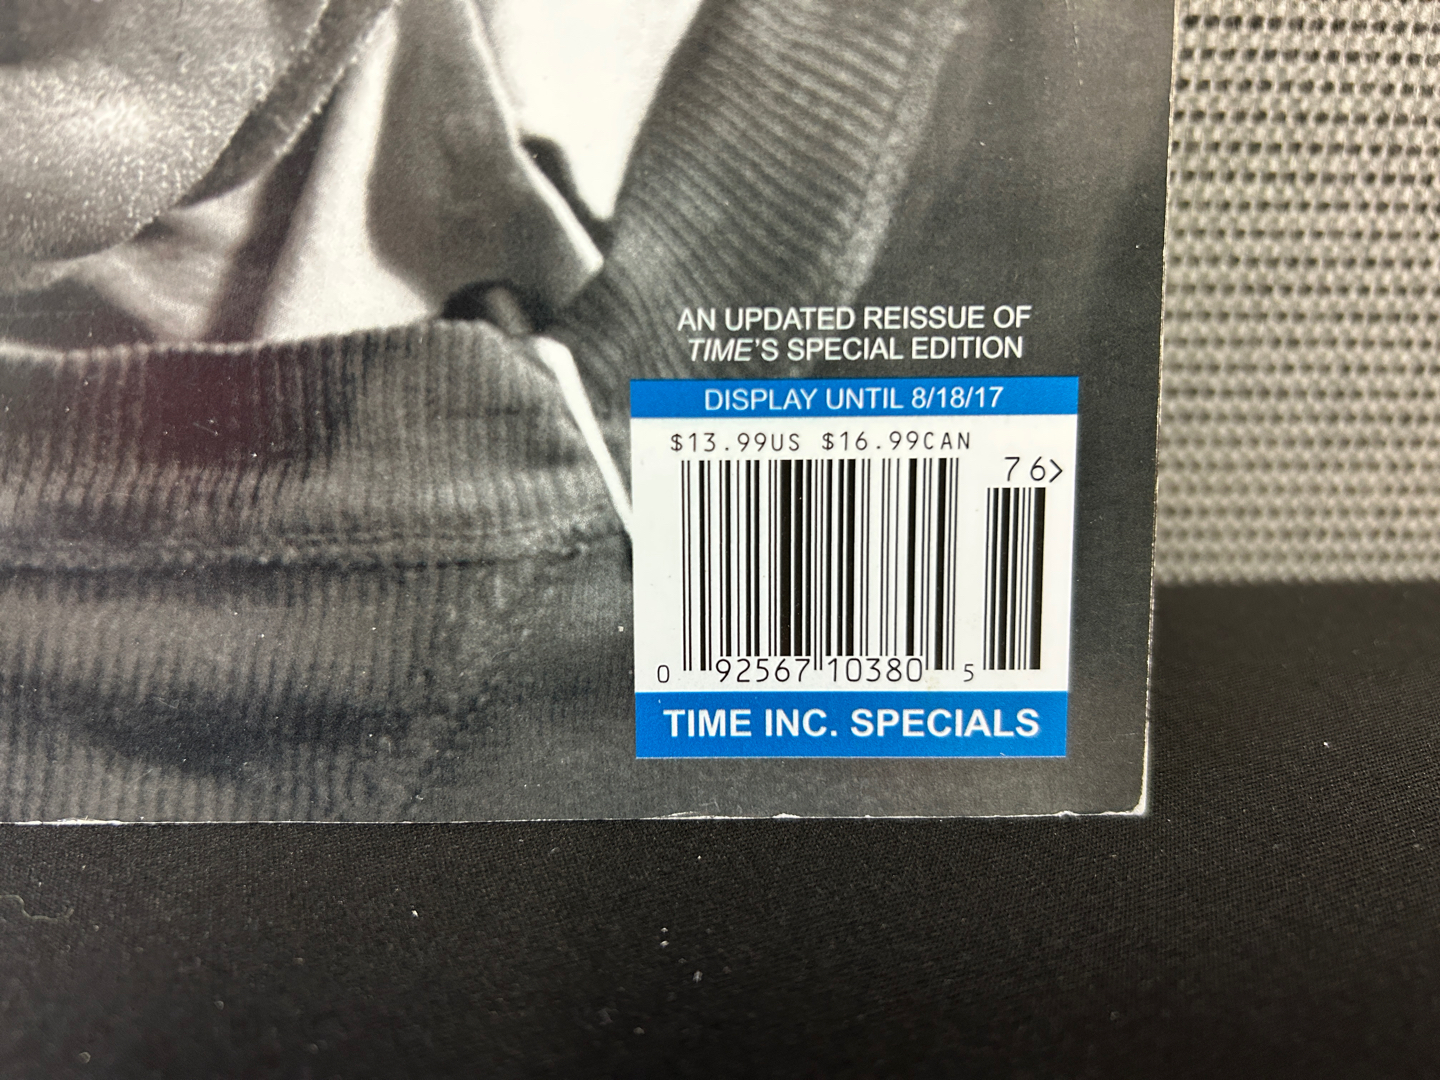 AN UPDATED REISSUE OF
TIME'S SPECIAL EDITION
DISPLAY UNTIL 8/18/17
$13.99US $16.99CAN
76>
0 92567 10380 5
TIME INC. SPECIALS